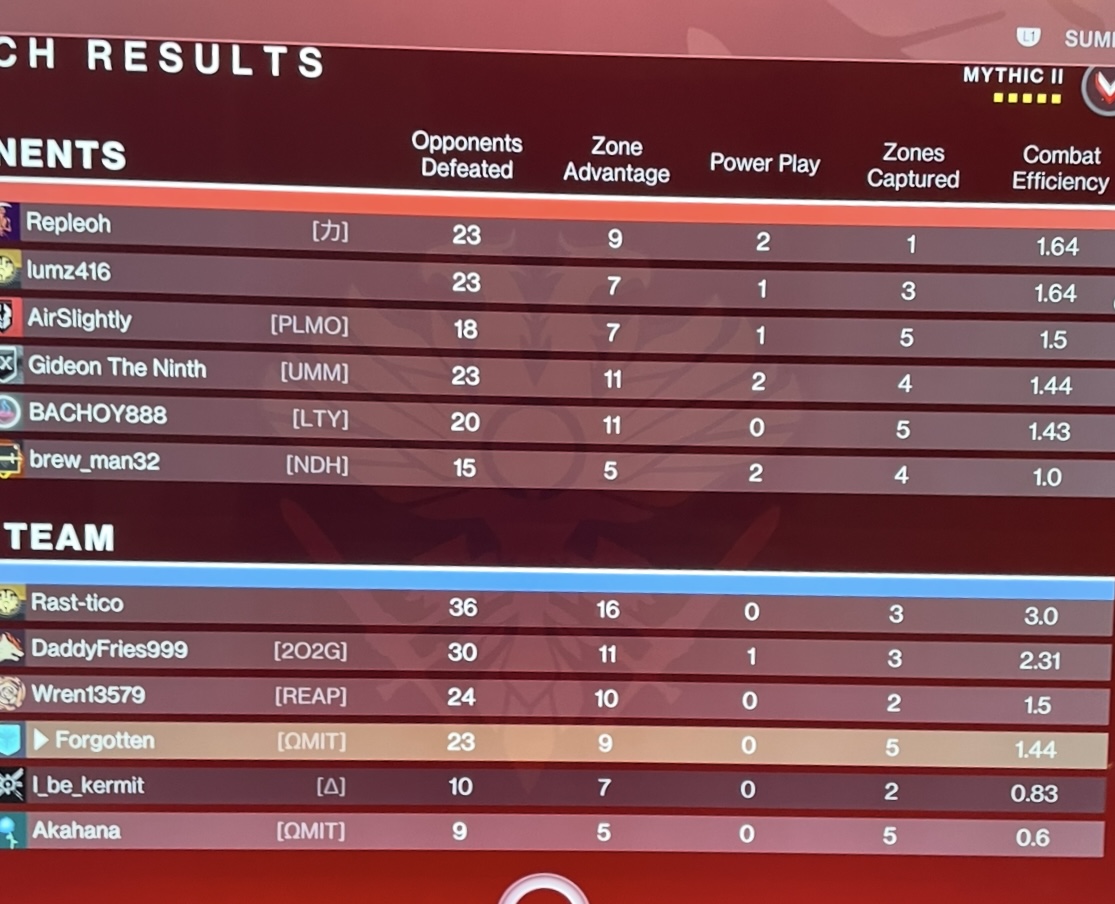 L1 SUM
CH RESULTS
MYTHIC II
NENTS Opponents Defeated Zone Advantage Power Play Zones Captured Combat Efficiency
Repleoh [力] 23 9 2 1 1.64
lumz416 23 7 1 3 1.64
AirSlightly [PLMO] 18 7 1 5 1.5
Gideon The Ninth [UMM] 23 11 2 4 1.44
BACHOY888 [LTY] 20 11 0 5 1.43
brew_man32 [NDH] 15 5 2 4 1.0
TEAM
Rast-tico 36 16 0 3 3.0
DaddyFries999 [2O2G] 30 11 1 3 2.31
Wren13579 [REAP] 24 10 0 2 1.5
Forgotten [ΩMIT] 23 9 0 5 1.44
I_be_kermit [Δ] 10 7 0 2 0.83
Akahana [ΩMIT] 9 5 0 5 0.6